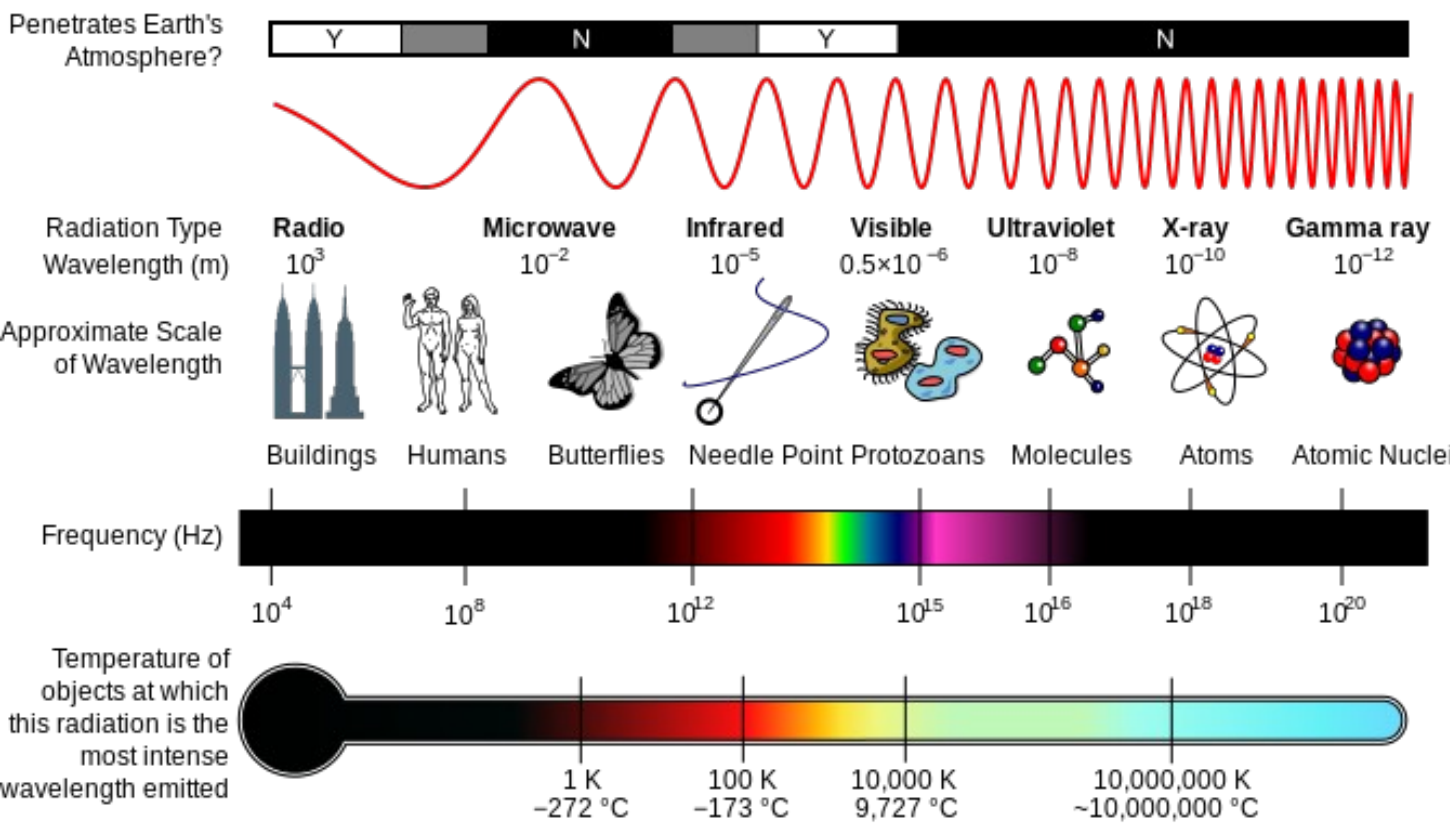 Penetrates Earth's
Atmosphere?
Y N Y N
Radiation Type Radio Microwave Infrared Visible Ultraviolet X-ray Gamma ray
Wavelength (m) 10³ 10⁻² 10⁻⁵ 0.5×10⁻⁶ 10⁻⁸ 10⁻¹⁰ 10⁻¹²
Approximate Scale
of Wavelength
Buildings Humans Butterflies Needle Point Protozoans Molecules Atoms Atomic Nuclei
Frequency (Hz)
10⁴ 10⁸ 10¹² 10¹⁵ 10¹⁶ 10¹⁸ 10²⁰
Temperature of
objects at which
this radiation is the
most intense
wavelength emitted
1 K 100 K 10,000 K 10,000,000 K
−272 °C −173 °C 9,727 °C ~10,000,000 °C